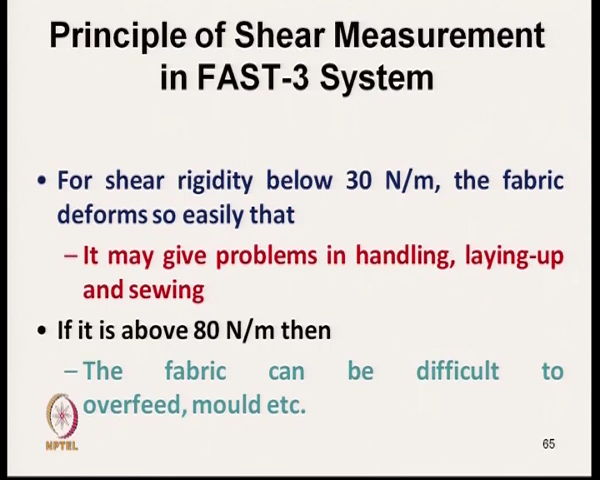 Principle of Shear Measurement
in FAST-3 System
• For shear rigidity below 30 N/m, the fabric
deforms so easily that
– It may give problems in handling, laying-up
and sewing
• If it is above 80 N/m then
– The fabric can be difficult to
overfeed, mould etc.
NPTEL
65